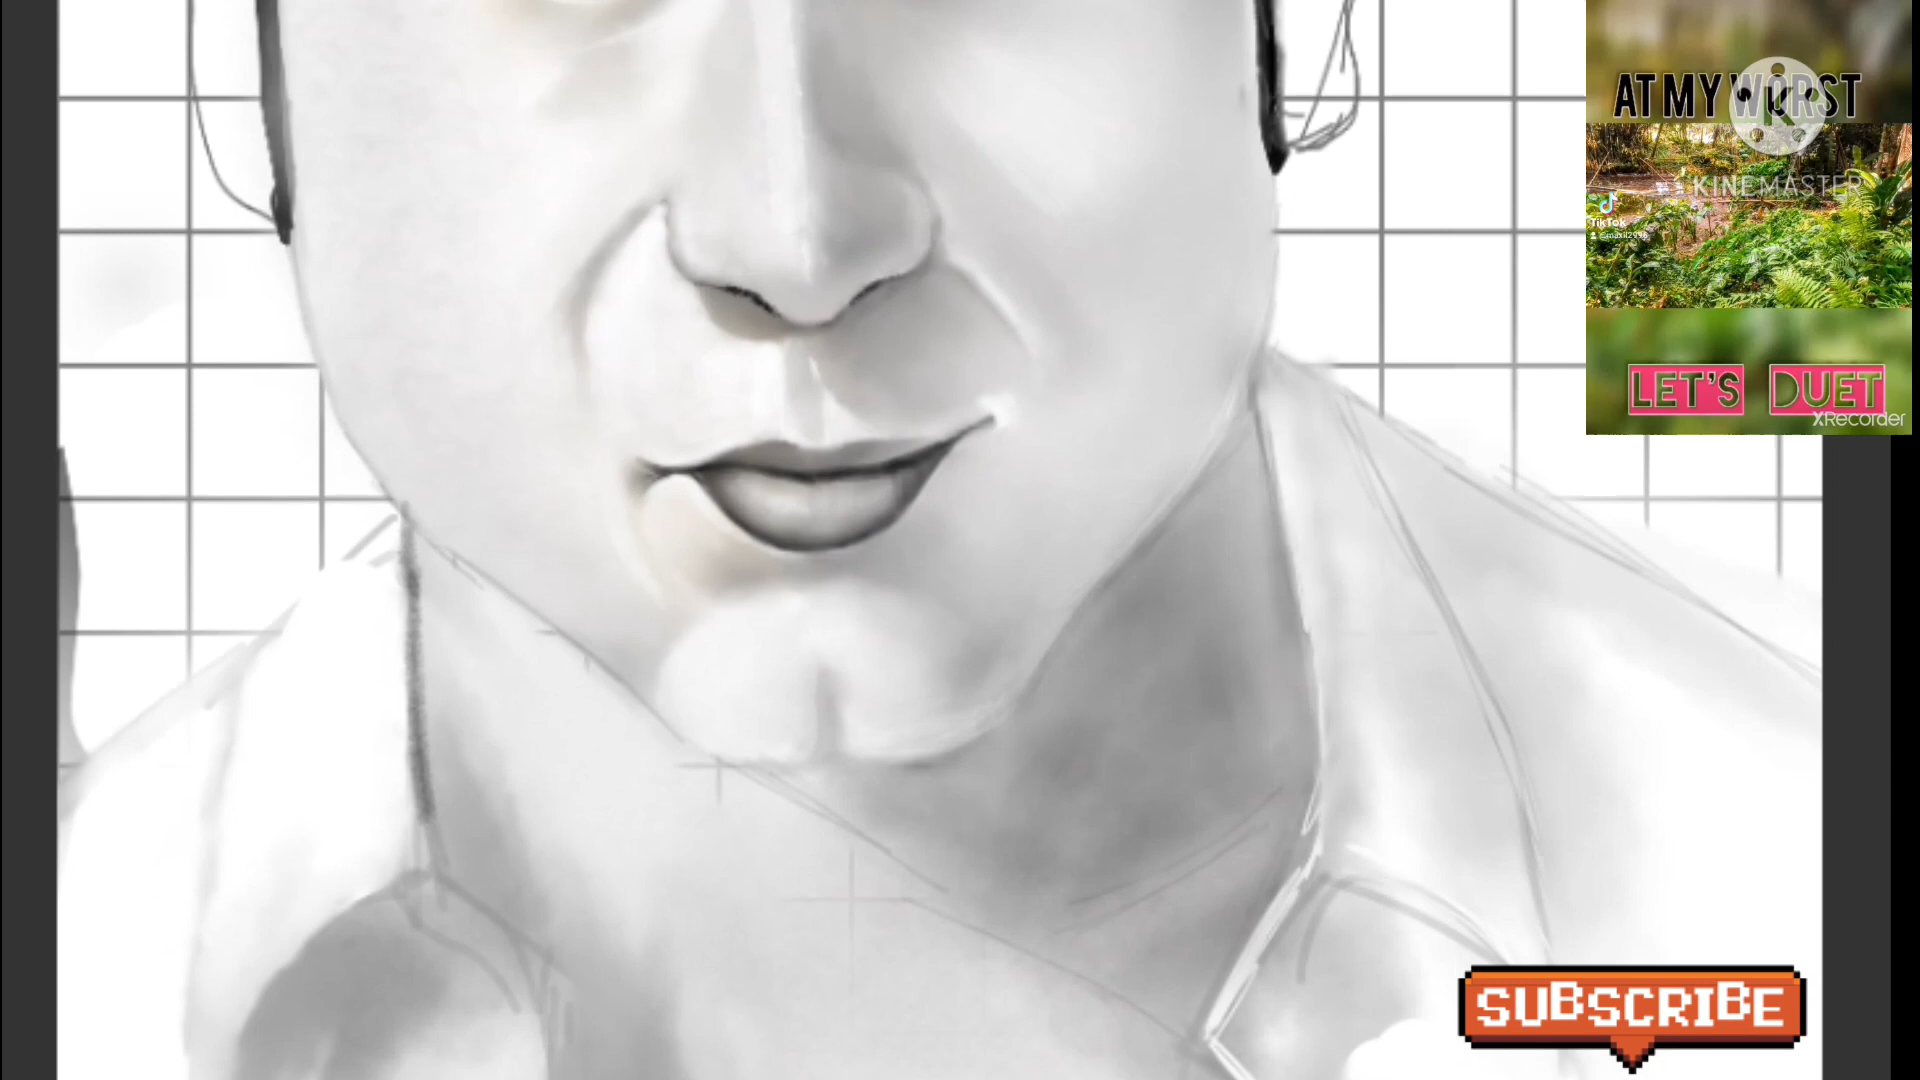 AT MY WORST
K
KINEMASTER
TikTok
LET'S DUET
XRecorder
SUBSCRIBE